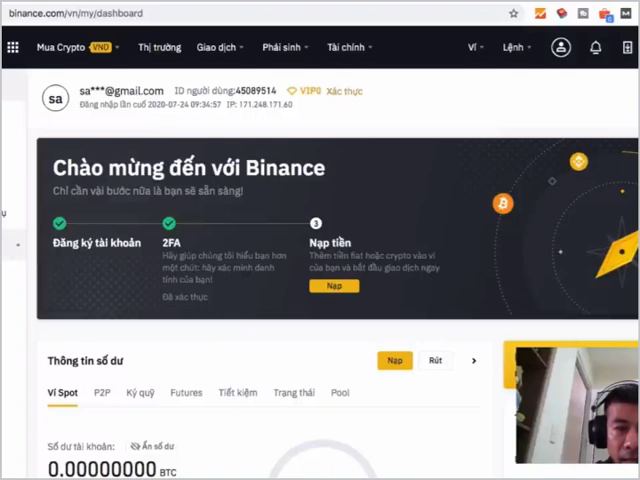 binance.com/vn/my/dashboard
Mua Crypto VND Thị trường Giao dịch Phái sinh Tài chính Ví Lệnh
sa sa***@gmail.com ID người dùng:45089514 VIP0 Xác thực
Đăng nhập lần cuố 2020-07-24 09:34:57 IP: 171.248.171.60
Chào mừng đến với Binance
Chỉ cần vài bước nữa là bạn sẽ sẵn sàng!
3
Đăng ký tài khoản 2FA Nạp tiền
Hãy giúp chúng tôi hiểu bạn hơn
một chút: hãy xác minh danh
tính của bạn!
Đã xác thực
Thêm tiền fiat hoặc crypto vào ví
của bạn và bắt đầu giao dịch ngay
Nạp
Thông tin số dư Nạp Rút
Ví Spot P2P Ký quỹ Futures Tiết kiệm Trạng thái Pool
Số dư tài khoản: Ẩn số dư
0.00000000 BTC